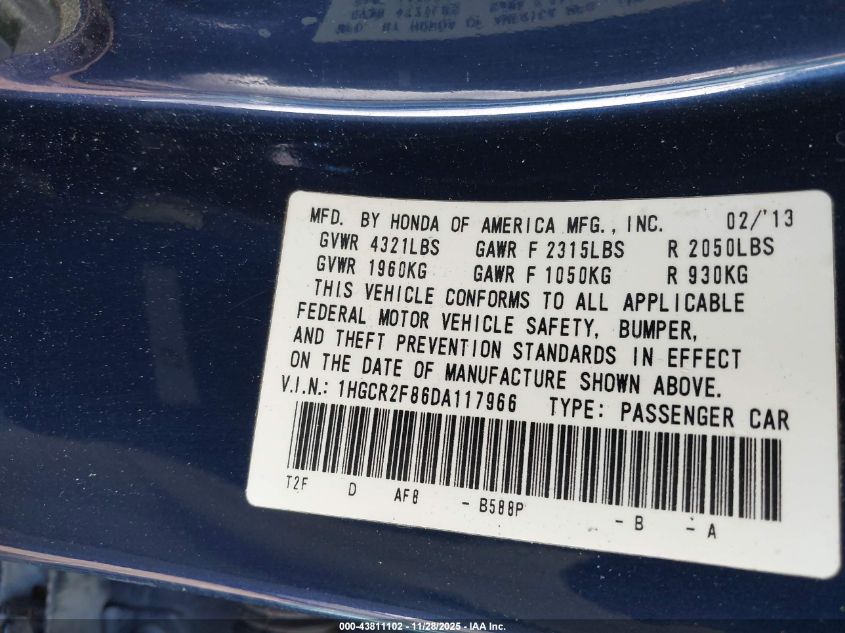 MFD. BY HONDA OF AMERICA MFG., INC. 02/'13
GVWR 4321LBS GAWR F 2315LBS R 2050LBS
GVWR 1960KG GAWR F 1050KG R 930KG
THIS VEHICLE CONFORMS TO ALL APPLICABLE
FEDERAL MOTOR VEHICLE SAFETY, BUMPER,
AND THEFT PREVENTION STANDARDS IN EFFECT
ON THE DATE OF MANUFACTURE SHOWN ABOVE.
V.I.N.: 1HGCR2F86DA117966 TYPE: PASSENGER CAR
T2F D AF8 - B588P - B - A
000-43811102 - 11/28/2025 - IAA Inc.